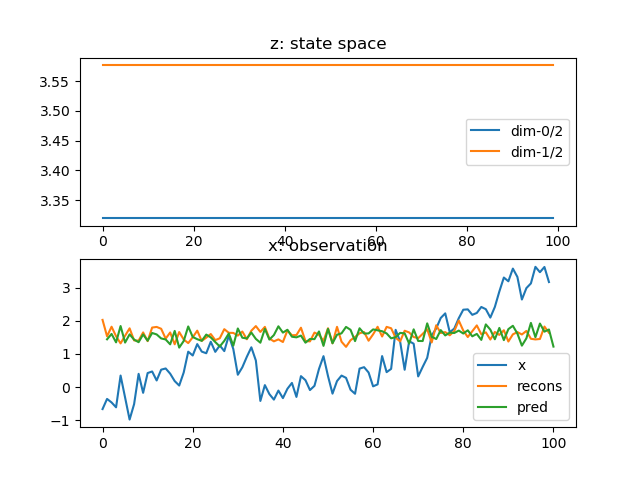 z: state space
3.55
3.50
3.45
3.40
3.35
dim-0/2
dim-1/2
0 20 40 60 80 100
x: observation
3
2
1
0
−1
x
recons
pred
0 20 40 60 80 100